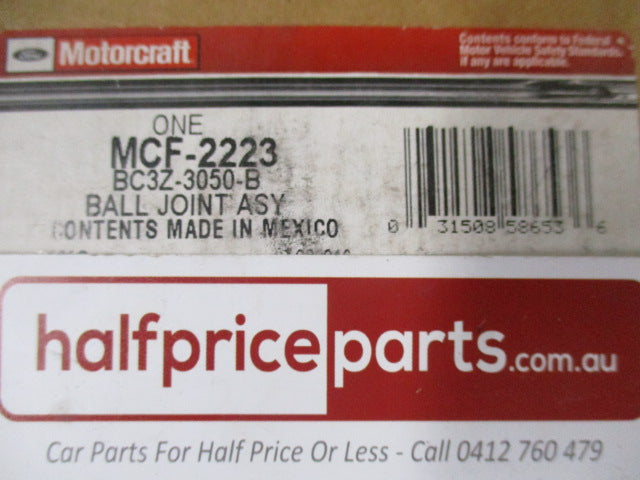 Ford Motorcraft
Contents conform to Federal
Motor Vehicle Safety Standards,
if any are applicable.
ONE
MCF-2223
BC3Z-3050-B
BALL JOINT ASY
CONTENTS MADE IN MEXICO
0 31508 58653 6
halfpriceparts.com.au
Car Parts For Half Price Or Less - Call 0412 760 479